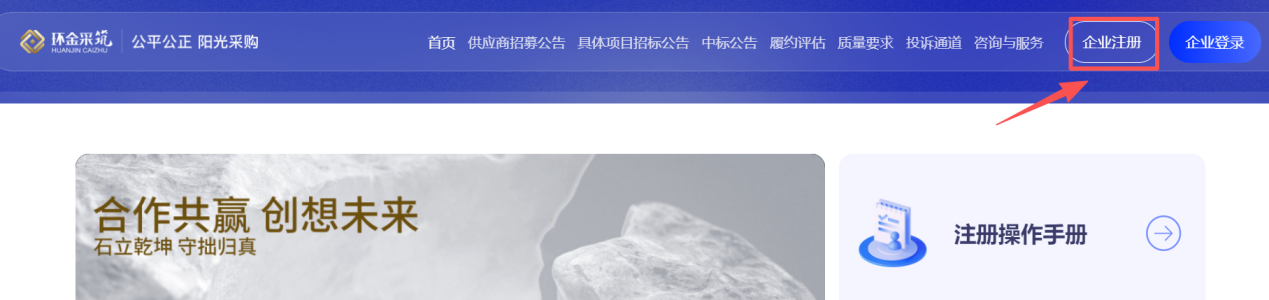 环金采筑
HUANJIN CAIZHU
公平公正 阳光采购
首页 供应商招募公告 具体项目招标公告 中标公告 履约评估 质量要求 投诉通道 咨询与服务 企业注册 企业登录
合作共赢 创想未来
石立乾坤 守拙归真
注册操作手册